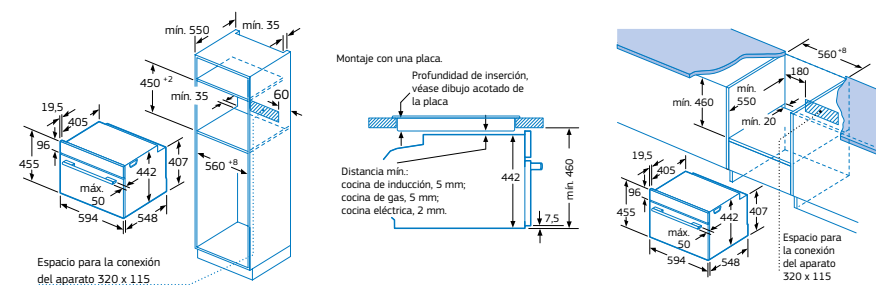 mín. 550
mín. 35
450 +2
mín. 35
60
19,5
405
96
455
442
407
560 +8
máx.
50
594
548
Espacio para la conexión
del aparato 320 x 115
Montaje con una placa.
Profundidad de inserción,
véase dibujo acotado de
la placa
Distancia mín.:
cocina de inducción, 5 mm;
cocina de gas, 5 mm;
cocina eléctrica, 2 mm.
442
mín. 460
7,5
560 +8
180
mín.
550
mín. 460
mín. 20
19,5
405
96
455
442
407
máx.
50
594
548
Espacio para
la conexión
del aparato
320 x 115